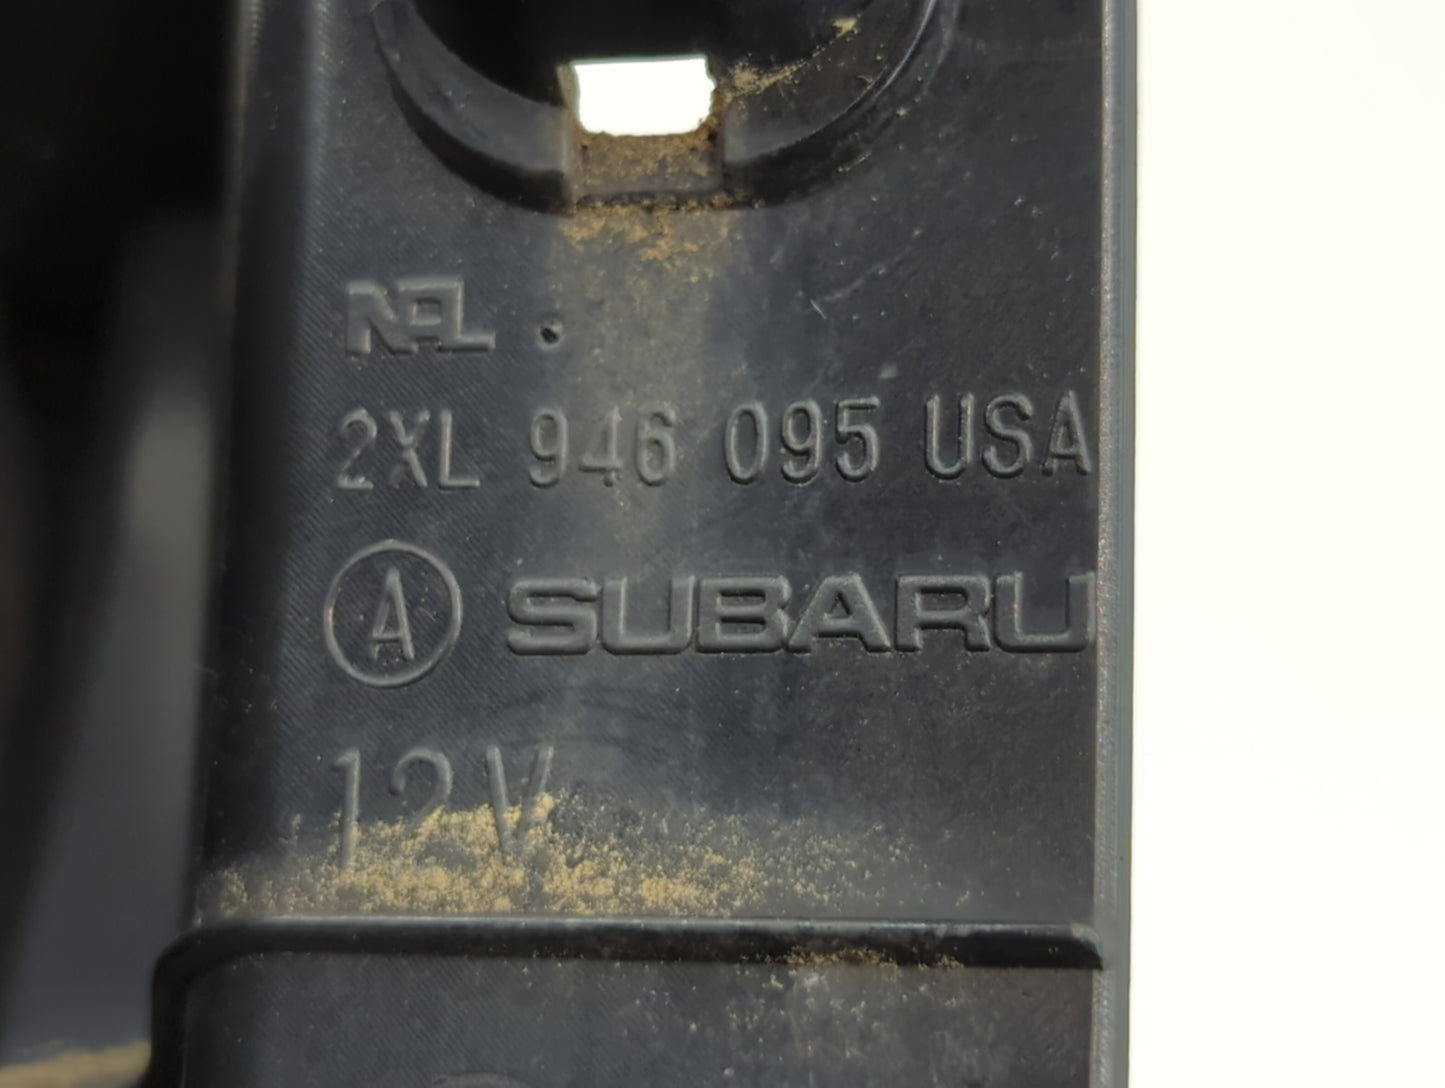 NAL.
2XL 946 095 USA
A SUBARU
12V